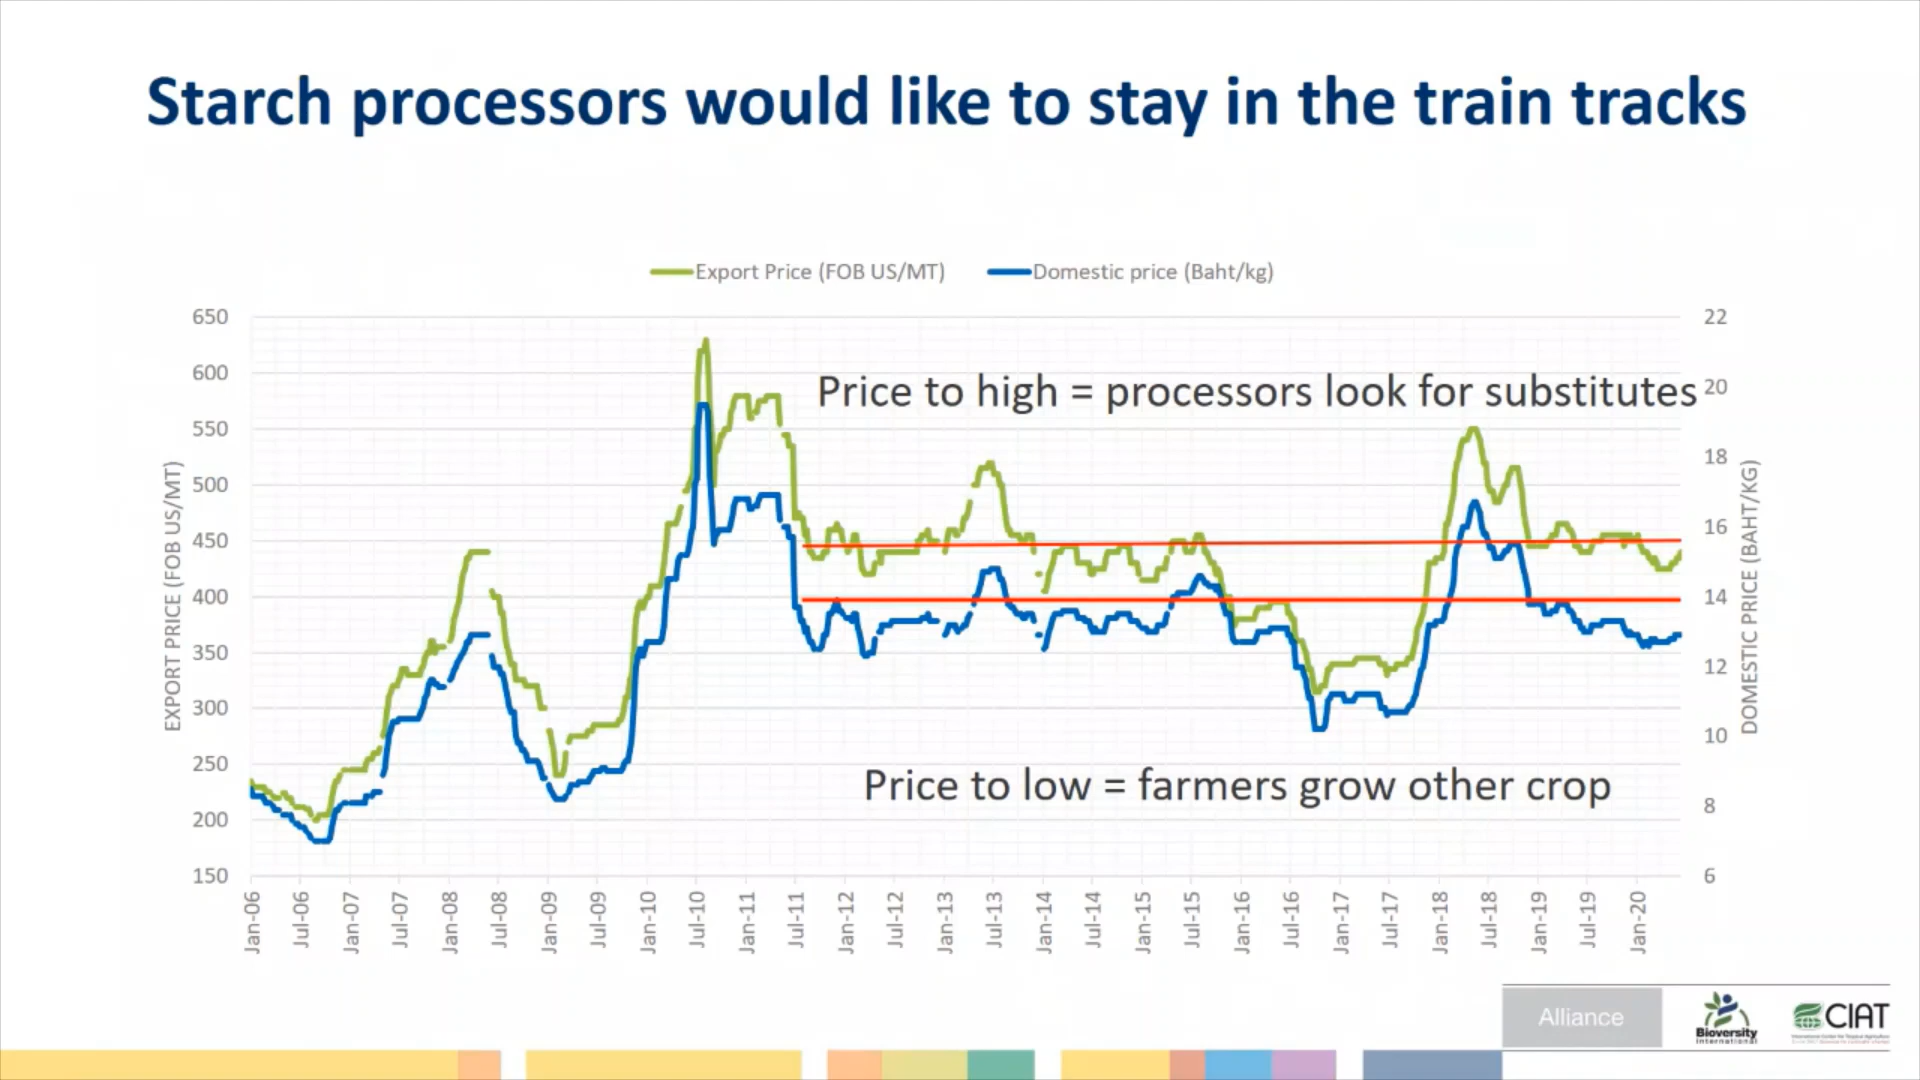 Starch processors would like to stay in the train tracks
Export Price (FOB US/MT)
Domestic price (Baht/kg)
EXPORT PRICE (FOB US/MT)
650
600
550
500
450
400
350
300
250
200
150
Price to high = processors look for substitutes
Price to low = farmers grow other crop
22
20
18
16
14
12
10
8
6
DOMESTIC PRICE (BAHT/KG)
Jan-06
Jul-06
Jan-07
Jul-07
Jan-08
Jul-08
Jan-09
Jul-09
Jan-10
Jul-10
Jan-11
Jul-11
Jan-12
Jul-12
Jan-13
Jul-13
Jan-14
Jul-14
Jan-15
Jul-15
Jan-16
Jul-16
Jan-17
Jul-17
Jan-18
Jul-18
Jan-19
Jul-19
Jan-20
Alliance
Bioversity
International
CIAT
International Center for Tropical Agriculture